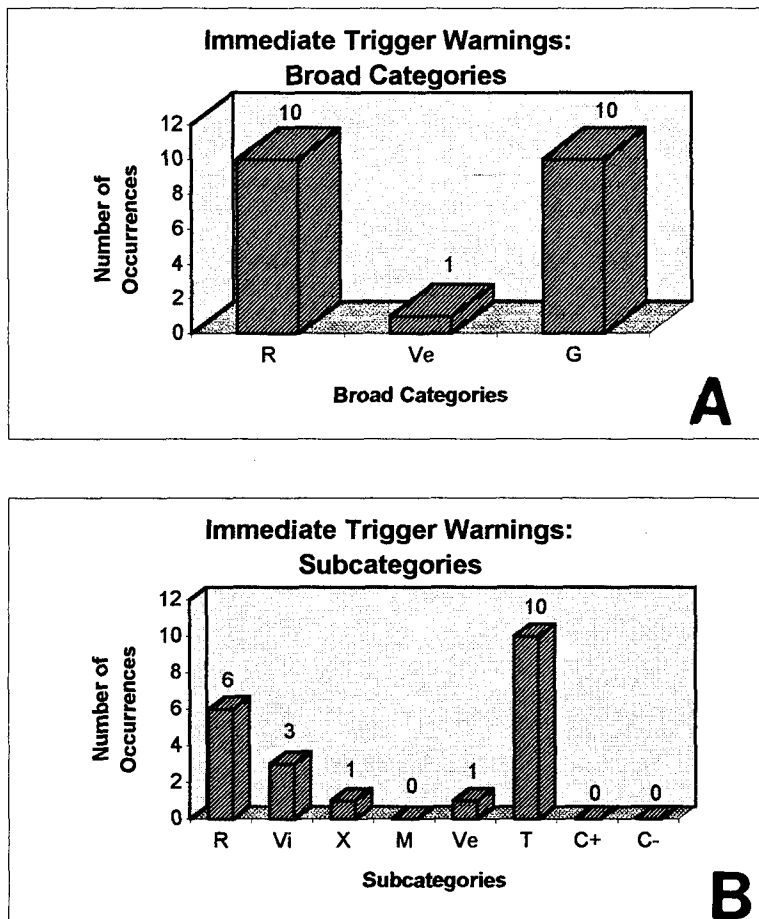 Immediate Trigger Warnings:
Broad Categories
Number of
Occurrences
12
10
8
6
4
2
0
10
1
10
R Ve G
Broad Categories
A
Immediate Trigger Warnings:
Subcategories
Number of
Occurrences
12
10
8
6
4
2
0
6
3
1
0
1
10
0
0
R Vi X M Ve T C+ C-
Subcategories
B